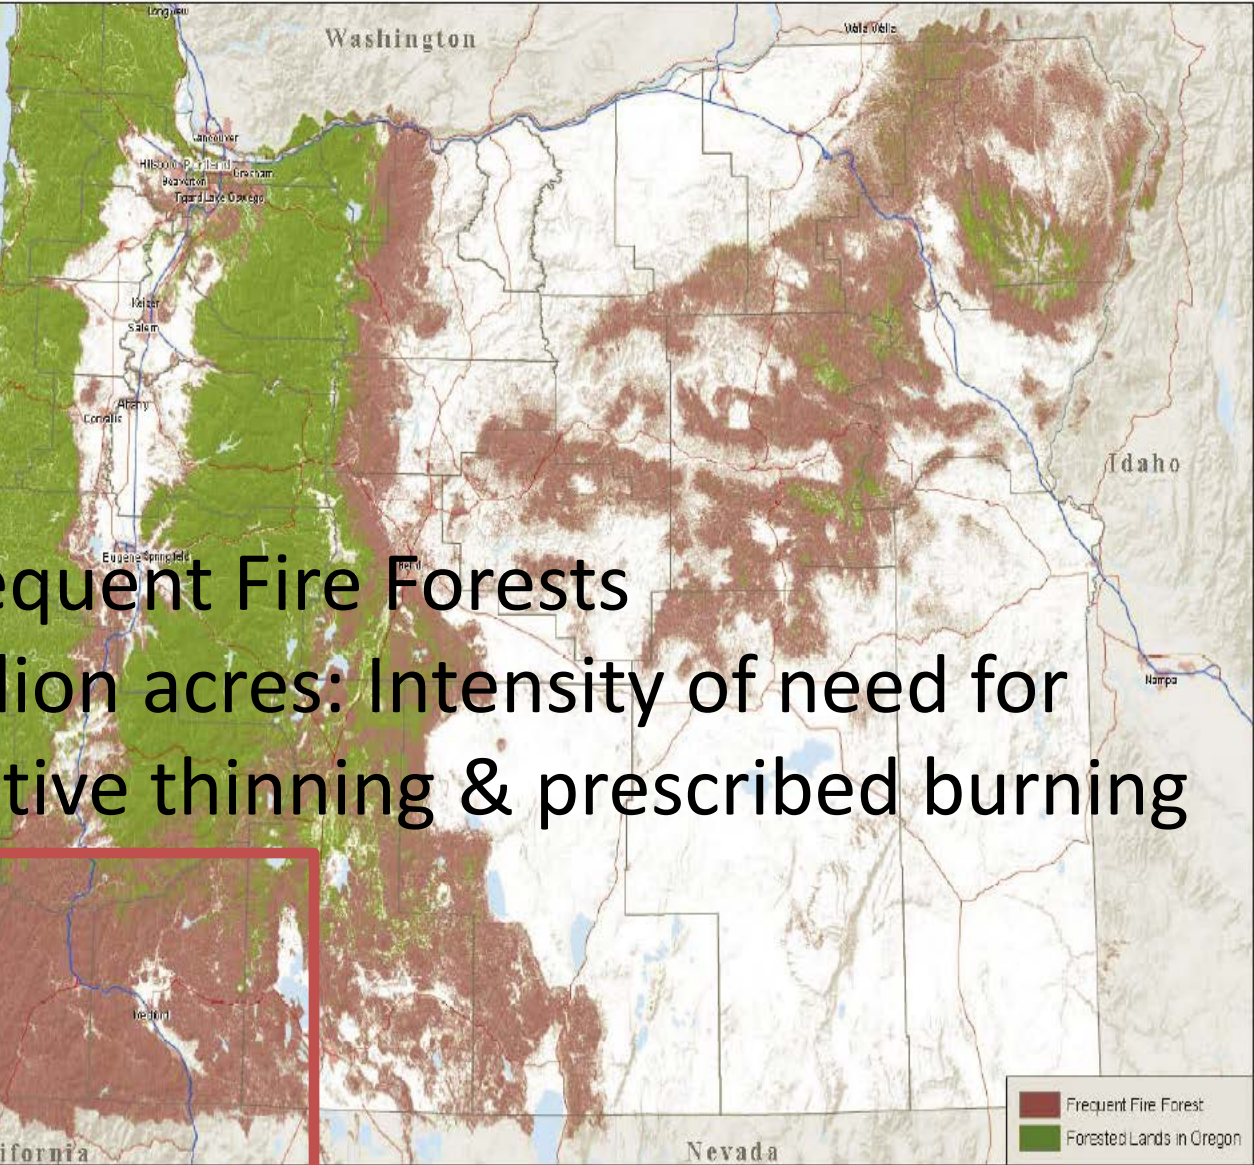 Longview
Washington
Walla Walla
Vancouver
Hillsboro Portland
Gresham
Beaverton
Tigard Lake Oswego
Keizer
Salem
Albany
Corvallis
Idaho
Eugene Springfield
Bend
equent Fire Forests
lion acres: Intensity of need for
Nampa
tive thinning & prescribed burning
Medford
Frequent Fire Forest
Forested Lands in Oregon
ifornia
Nevada